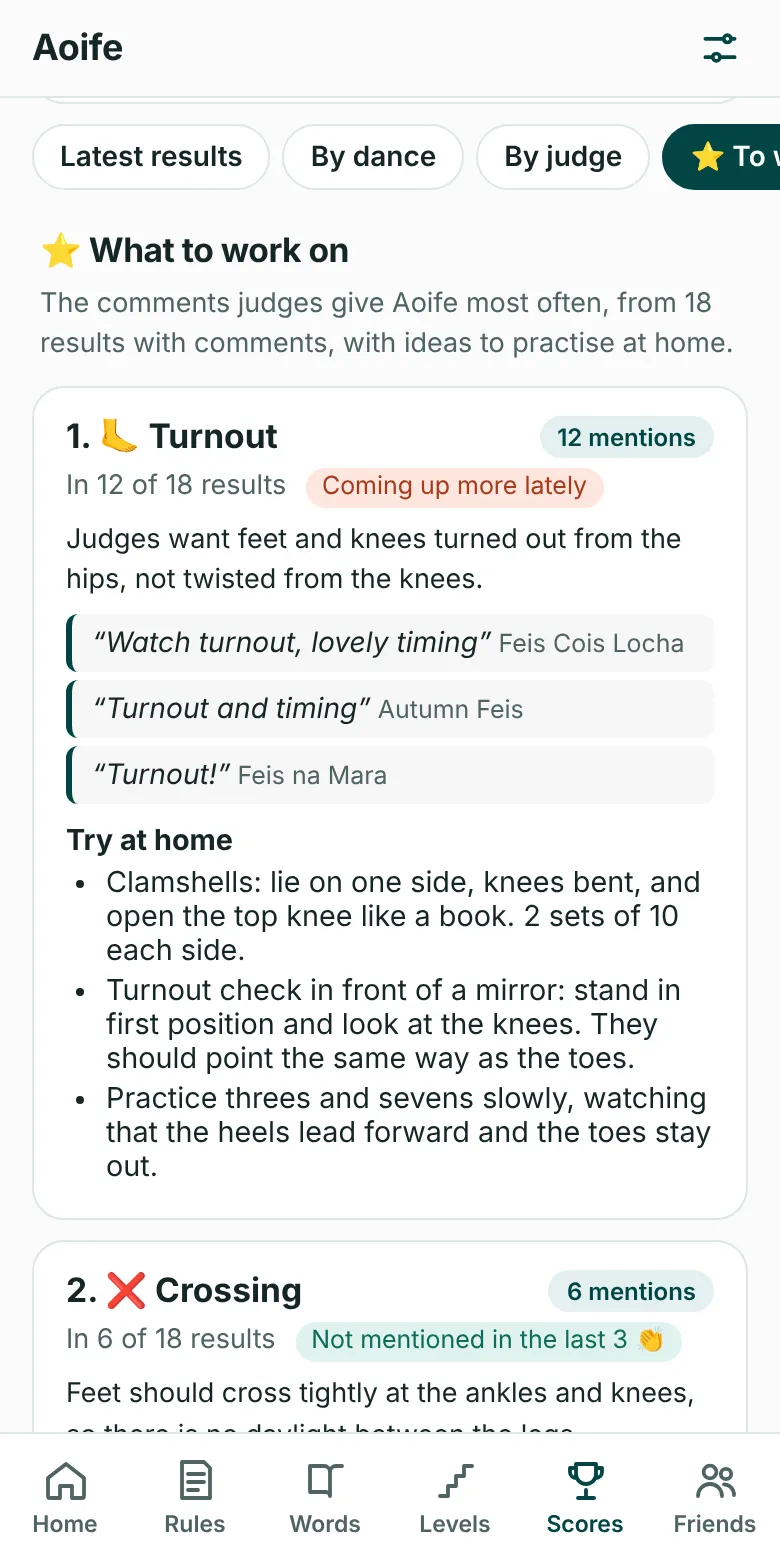 Aoife
Latest results
By dance
By judge
⭐ To
⭐ What to work on
The comments judges give Aoife most often, from 18
results with comments, with ideas to practise at home.
1. 🦶 Turnout
12 mentions
In 12 of 18 results
Coming up more lately
Judges want feet and knees turned out from the
hips, not twisted from the knees.
“Watch turnout, lovely timing” Feis Cois Locha
“Turnout and timing” Autumn Feis
“Turnout!” Feis na Mara
Try at home
• Clamshells: lie on one side, knees bent, and
open the top knee like a book. 2 sets of 10
each side.
• Turnout check in front of a mirror: stand in
first position and look at the knees. They
should point the same way as the toes.
• Practice threes and sevens slowly, watching
that the heels lead forward and the toes stay
out.
2. ❌ Crossing
6 mentions
In 6 of 18 results
Not mentioned in the last 3 👏
Feet should cross tightly at the ankles and knees,
so there is no daylight between the legs
Home
Rules
Words
Levels
Scores
Friends